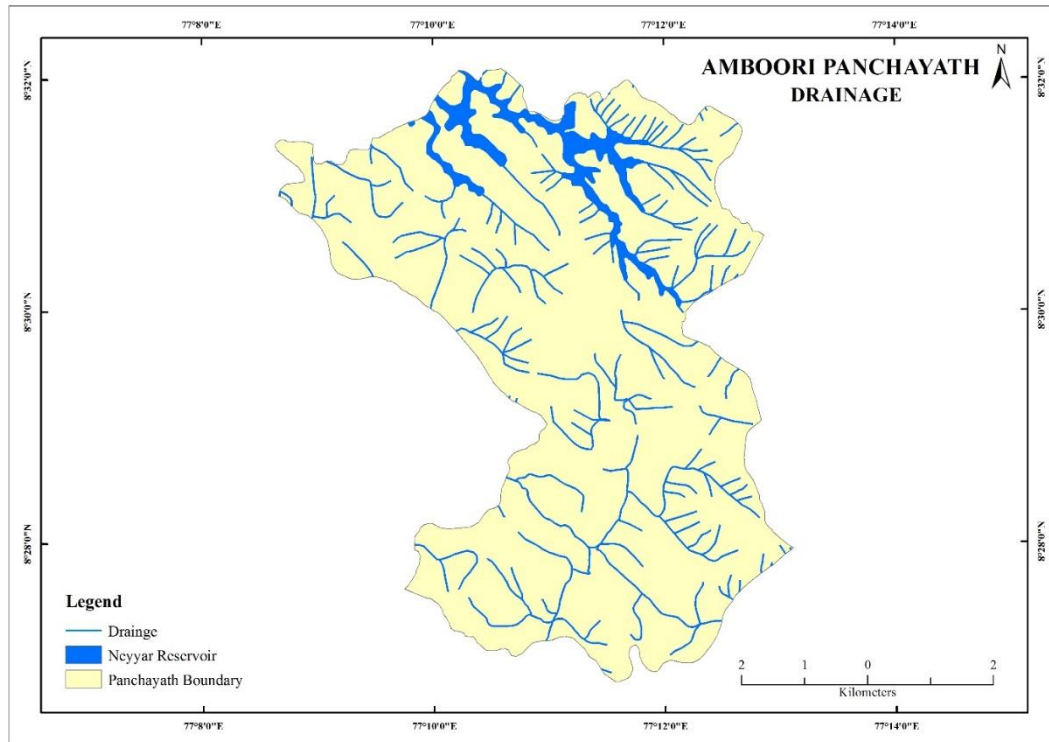 77°8'0"E 77°10'0"E 77°12'0"E 77°14'0"E
AMBOORI PANCHAYATH
DRAINAGE
N
8°32'0"N 8°32'0"N
8°30'0"N 8°30'0"N
8°28'0"N 8°28'0"N
Legend
Drainge
Neyyar Reservoir
Panchayath Boundary
2 1 0 2
Kilometers
77°8'0"E 77°10'0"E 77°12'0"E 77°14'0"E